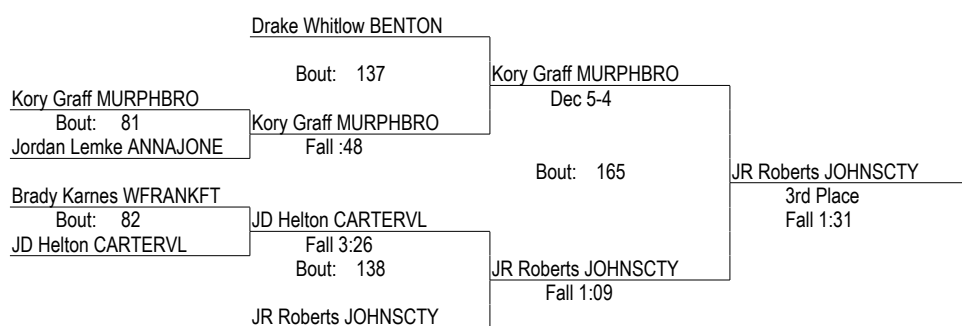 Drake Whitlow BENTON
Bout: 137
Kory Graff MURPHBRO
Dec 5-4
Kory Graff MURPHBRO
Bout: 81
Jordan Lemke ANNAJONE
Kory Graff MURPHBRO
Fall :48
Bout: 165
JR Roberts JOHNSCTY
3rd Place
Fall 1:31
Brady Karnes WFRANKFT
Bout: 82
JD Helton CARTERVL
JD Helton CARTERVL
Fall 3:26
Bout: 138
JR Roberts JOHNSCTY
Fall 1:09
JR Roberts JOHNSCTY